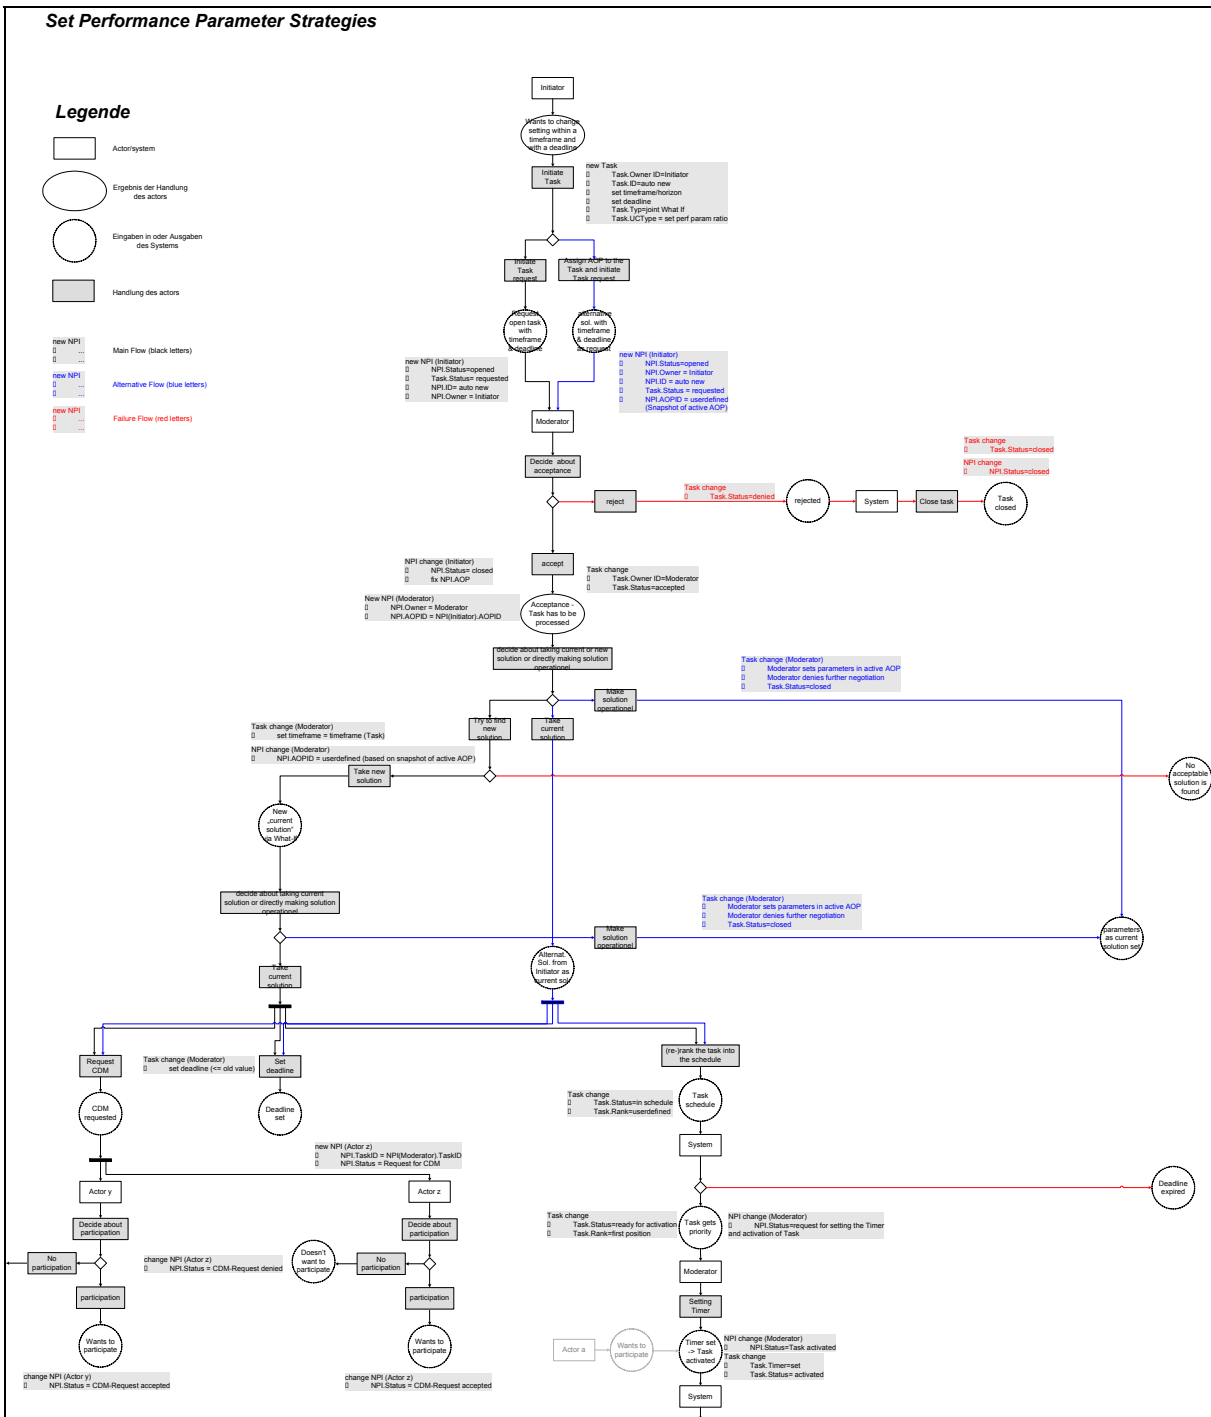 Set Performance Parameter Strategies
Legende
Actor/system
Ergebnis der Handlung
des actors
Eingaben in oder Ausgaben
des Systems
Handlung des actors
new NPI
...
...
Main Flow (black letters)
new NPI
...
...
Alternative Flow (blue letters)
new NPI
...
...
Failure Flow (red letters)
Initiator
Wants to change
setting within a
timeframe and
with a deadline
Initiate
Task
new Task
Task.Owner ID=Initiator
Task.ID=auto new
set timeframe/horizon
set deadline
Task.Typ=joint What If
Task.UCType = set perf param ratio
Initiate
Task
request
Assign AOP to the
Task and initiate
Task request
Request
open task
with
timeframe
& deadline
alternative
sol. with
timeframe
& deadline
as request
new NPI (Initiator)
NPI.Status=opened
Task.Status= requested
NPI.ID= auto new
NPI.Owner = Initiator
new NPI (Initiator)
NPI.Status=opened
NPI.Owner = Initiator
NPI.ID = auto new
Task.Status = requested
NPI.AOPID = userdefined
(Snapshot of active AOP)
Moderator
Decide about
acceptance
reject
Task change
Task.Status=denied
rejected
System
Close task
Task change
Task.Status=closed
NPI change
NPI.Status=closed
Task
closed
NPI change (Initiator)
NPI.Status= closed
fix NPI.AOP
accept
Task change
Task.Owner ID=Moderator
Task.Status=accepted
New NPI (Moderator)
NPI.Owner = Moderator
NPI.AOPID = NPI(Initiator).AOPID
Acceptance -
Task has to be
processed
decide about taking current or new
solution or directly making solution
operationel
Task change (Moderator)
Moderator sets parameters in active AOP
Moderator denies further negotiation
Task.Status=closed
Make
solution
operationel
Try to find
new
solution
Take
current
solution
Task change (Moderator)
set timeframe = timeframe (Task)
NPI change (Moderator)
NPI.AOPID = userdefined (based on snapshot of active AOP)
Take new
solution
No
acceptable
solution is
found
New
„current
solution“
via What-If
decide about taking current
solution or directly making solution
operationel
Task change (Moderator)
Moderator sets parameters in active AOP
Moderator denies further negotiation
Task.Status=closed
Make
solution
operationel
parameters
as current
solution set
Take
current
solution
Alternat.
Sol. from
Initiator as
current sol.
Request
CDM
Task change (Moderator)
set deadline (<= old value)
Set
deadline
(re-)rank the task into
the schedule
CDM
requested
Deadline
set
Task change
Task.Status=in schedule
Task.Rank=userdefined
Task
schedule
System
new NPI (Actor z)
NPI.TaskID = NPI(Moderator).TaskID
NPI.Status = Request for CDM
Actor y
Actor z
Deadline
expired
Decide about
participation
Decide about
participation
Task change
Task.Status=ready for activation
Task.Rank=first position
Task gets
priority
NPI change (Moderator)
NPI.Status=request for setting the Timer
and activation of Task
No
participation
change NPI (Actor z)
NPI.Status = CDM-Request denied
Doesn't
want to
participate
No
participation
Moderator
participation
participation
Setting
Timer
Wants to
participate
Wants to
participate
Actor a
Wants to
participate
Timer set
-> Task
activated
NPI change (Moderator)
NPI.Status=Task activated
Task change
Task.Timer=set
Task.Status= activated
change NPI (Actor y)
NPI.Status = CDM-Request accepted
change NPI (Actor z)
NPI.Status = CDM-Request accepted
System